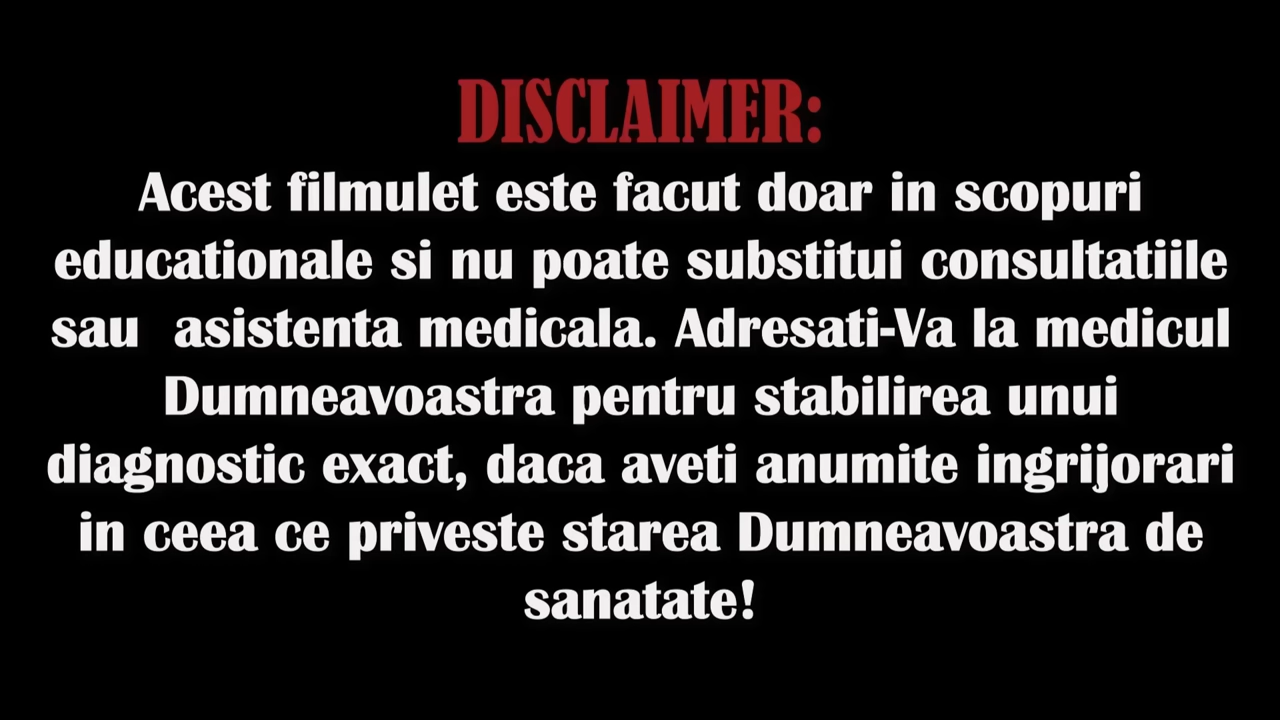 DISCLAIMER:
Acest filmulet este facut doar in scopuri
educationale si nu poate substitui consultatiile
sau  asistenta medicala. Adresati-Va la medicul
Dumneavoastra pentru stabilirea unui
diagnostic exact, daca aveti anumite ingrijorari
in ceea ce priveste starea Dumneavoastra de
sanatate!